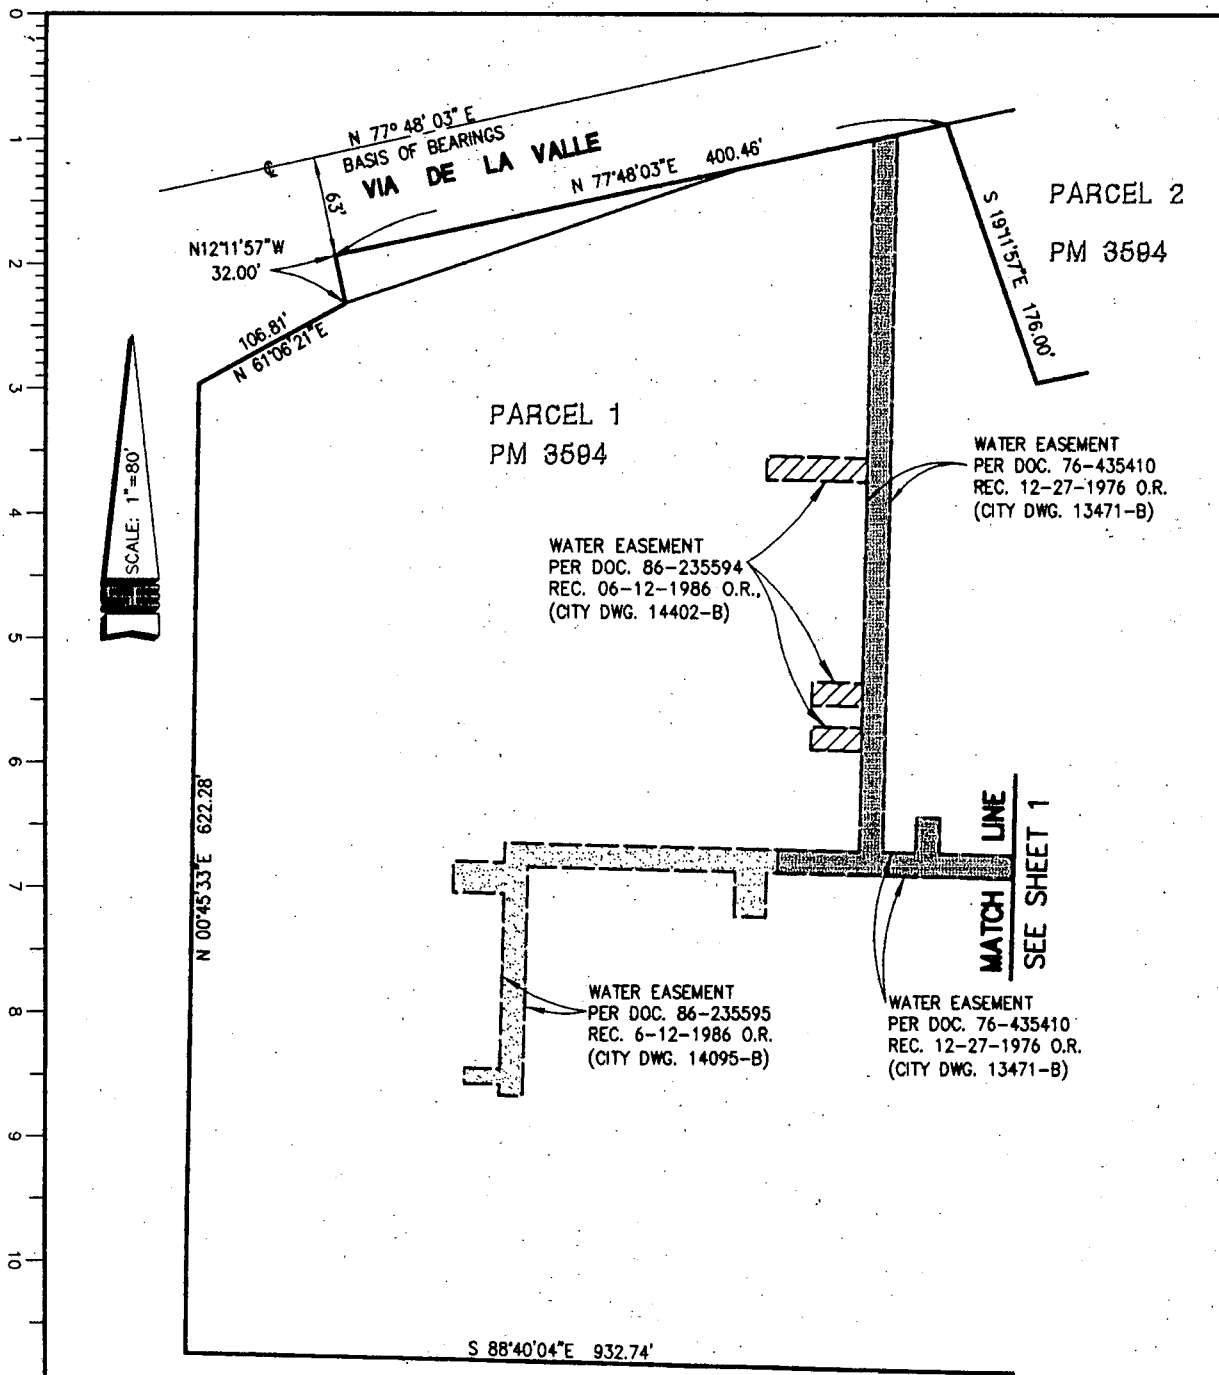 0
1
2
3
4
5
6
7
8
9
10
N 77° 48' 03" E
BASIS OF BEARINGS
VIA DE LA VALLE
℄
63'
N 77°48'03"E 400.46'
N12°11'57"W
32.00'
106.81'
N 61°06'21"E
S 19°11'57"E 176.00'
PARCEL 2
PM 3594
PARCEL 1
PM 3594
SCALE: 1"=80'
WATER EASEMENT
PER DOC. 76-435410
REC. 12-27-1976 O.R.
(CITY DWG. 13471-B)
WATER EASEMENT
PER DOC. 86-235594
REC. 06-12-1986 O.R.,
(CITY DWG. 14402-B)
N 00°45'33"E 622.28'
MATCH LINE
SEE SHEET 1
WATER EASEMENT
PER DOC. 86-235595
REC. 6-12-1986 O.R.
(CITY DWG. 14095-B)
WATER EASEMENT
PER DOC. 76-435410
REC. 12-27-1976 O.R.
(CITY DWG. 13471-B)
S 88°40'04"E 932.74'